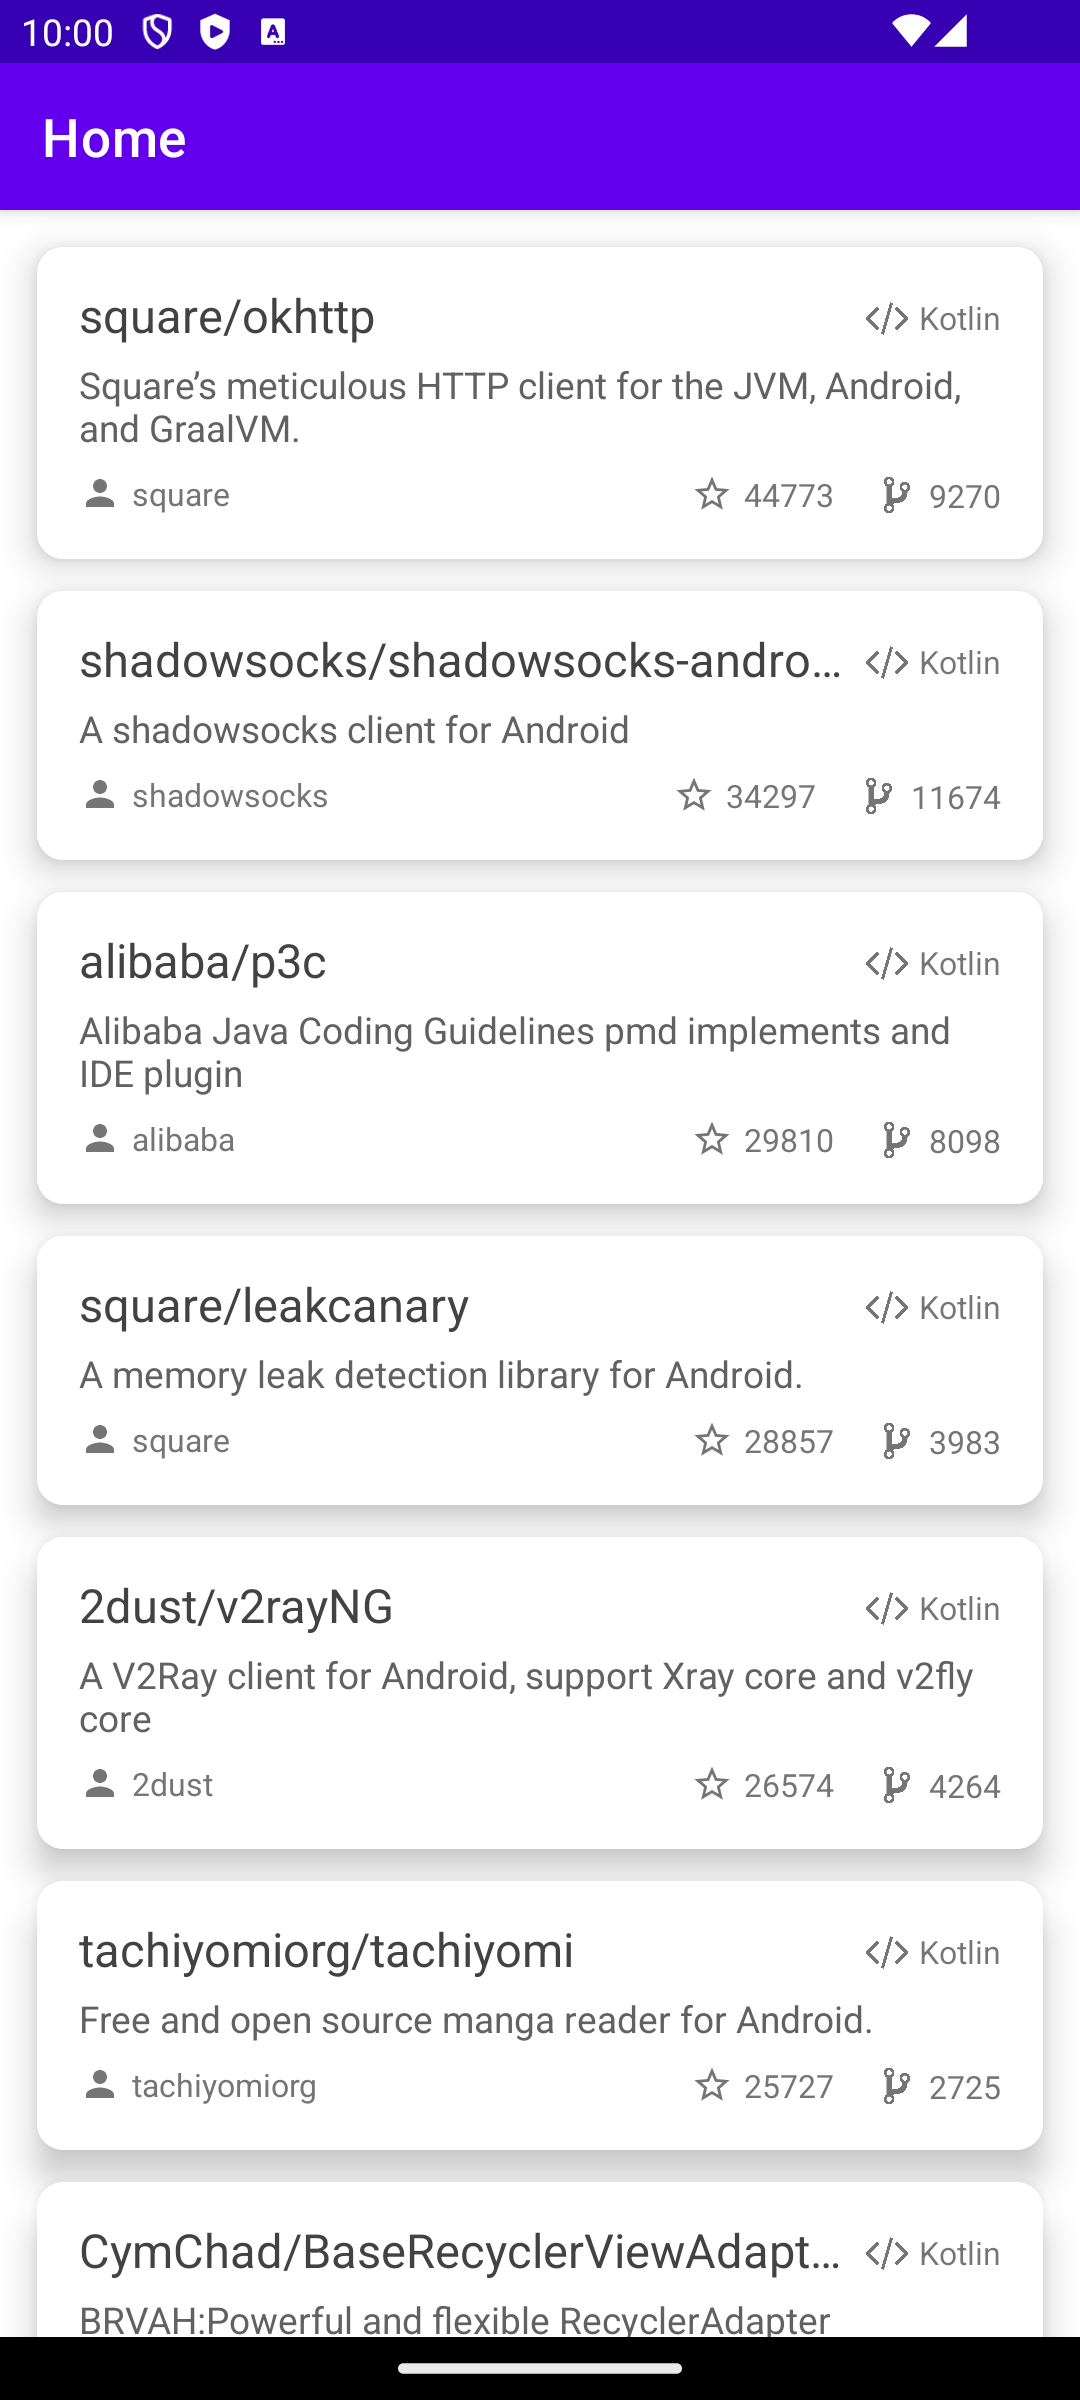 10:00
Home
square/okhttp
Kotlin
Square’s meticulous HTTP client for the JVM, Android,
and GraalVM.
square
44773
9270
shadowsocks/shadowsocks-andro…
Kotlin
A shadowsocks client for Android
shadowsocks
34297
11674
alibaba/p3c
Kotlin
Alibaba Java Coding Guidelines pmd implements and
IDE plugin
alibaba
29810
8098
square/leakcanary
Kotlin
A memory leak detection library for Android.
square
28857
3983
2dust/v2rayNG
Kotlin
A V2Ray client for Android, support Xray core and v2fly
core
2dust
26574
4264
tachiyomiorg/tachiyomi
Kotlin
Free and open source manga reader for Android.
tachiyomiorg
25727
2725
CymChad/BaseRecyclerViewAdapt…
Kotlin
BRVAH:Powerful and flexible RecyclerAdapter